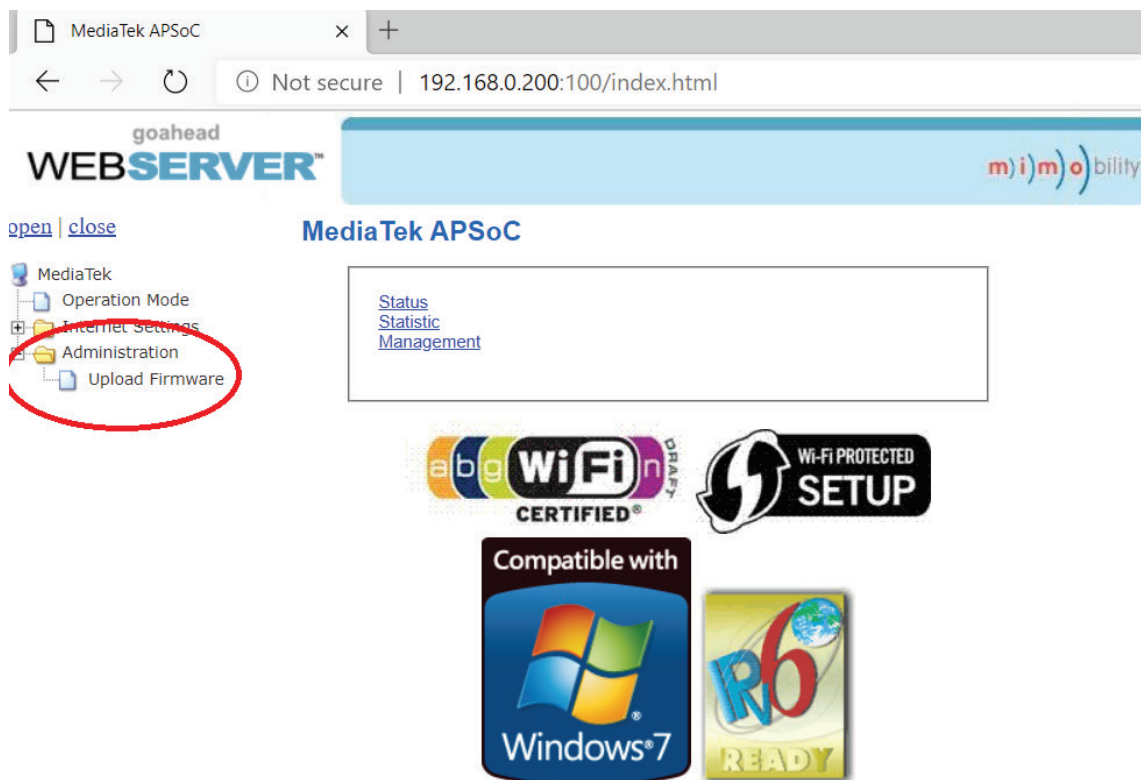 MediaTek APSoC
Not secure | 192.168.0.200:100/index.html
goahead
WEBSERVER™
m)i)m)o)bility
open | close
MediaTek APSoC
MediaTek
Operation Mode
Internet Settings
Administration
Upload Firmware
Status
Statistic
Management
abg WiFi n DRAFT
CERTIFIED®
Wi-Fi PROTECTED
SETUP
Compatible with
Windows®7
IPv6
READY